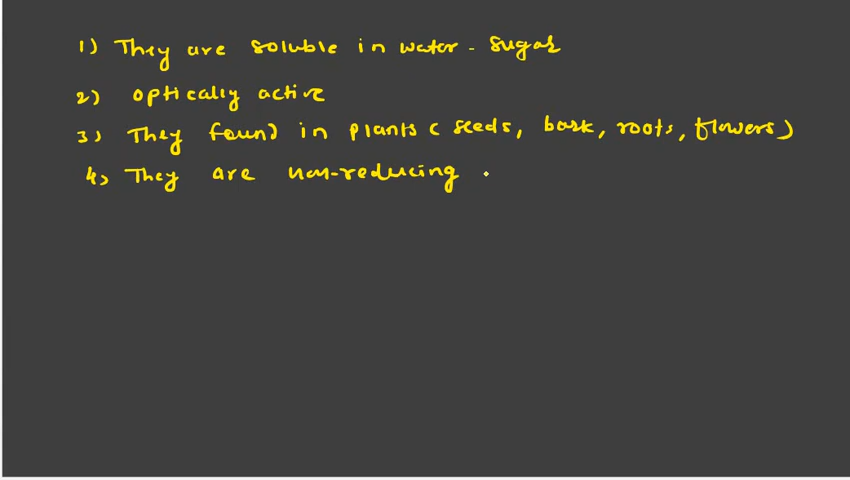 1) They are soluble in water - sugar
2) optically active
3) They found in plants ( seeds, bark, roots, flowers )
4) They are non-reducing .